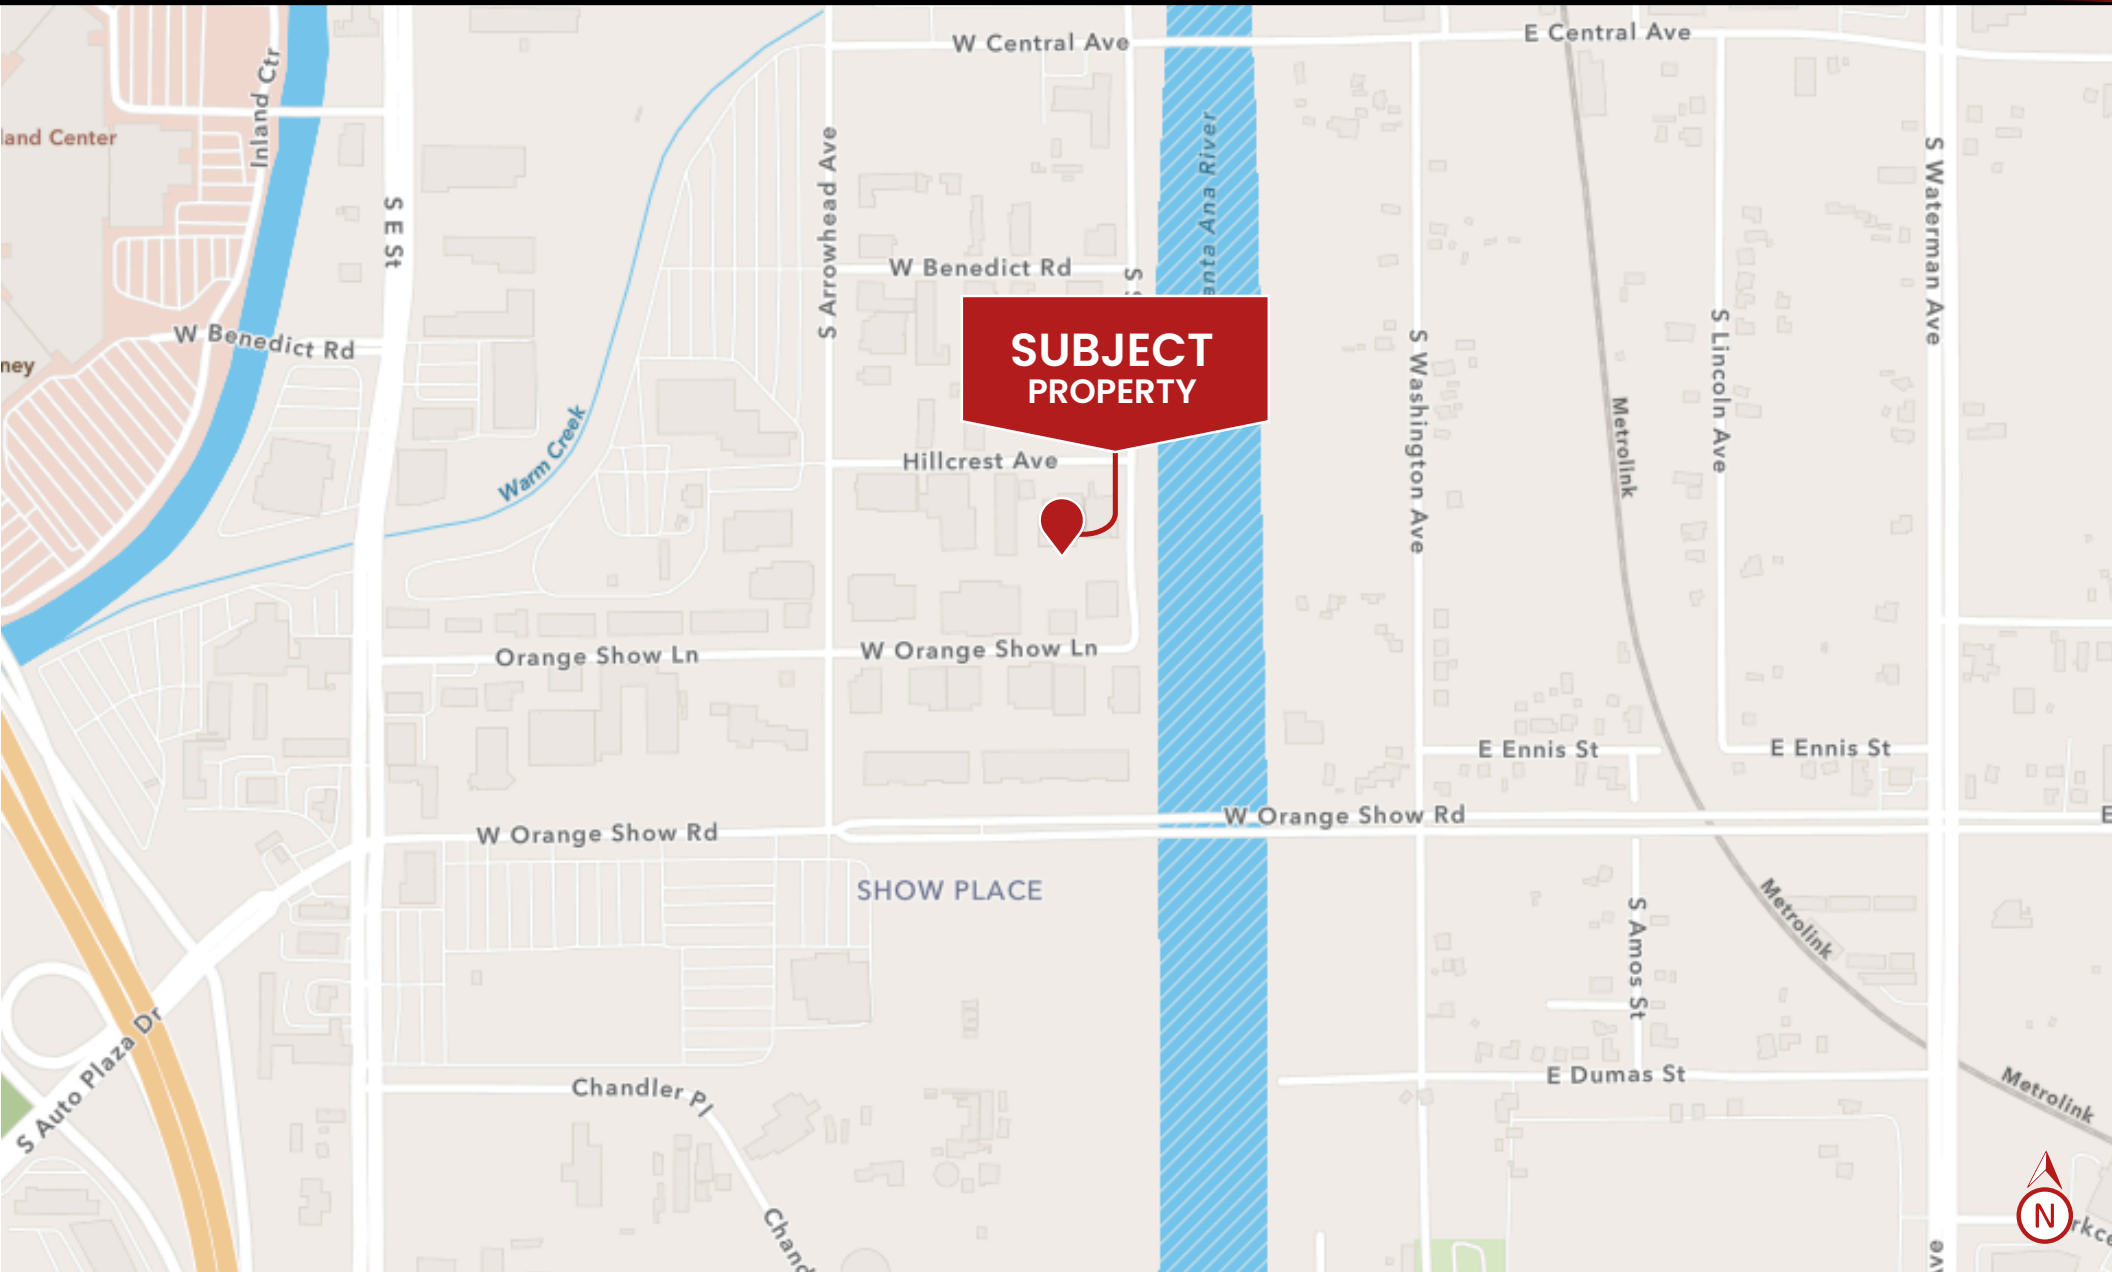 W Central Ave
E Central Ave
Inland Ctr
land Center
S E St
S Arrowhead Ave
S Waterman Ave
W Benedict Rd
W Benedict Rd
SUBJECT
PROPERTY
S Washington Ave
S Lincoln Ave
Metrolink
Warm Creek
Hillcrest Ave
Orange Show Ln
W Orange Show Ln
E Ennis St
E Ennis St
W Orange Show Rd
W Orange Show Rd
E
SHOW PLACE
Metrolink
S Amos St
S Auto Plaza Dr
Chandler Pl
E Dumas St
Metrolink
N